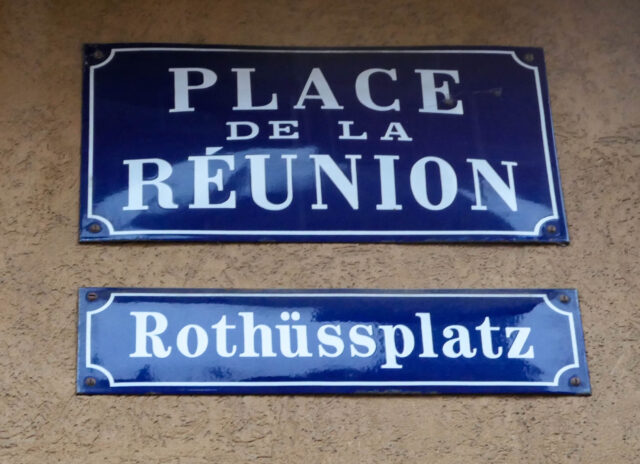 PLACE
DE LA
RÉUNION
Rothüssplatz